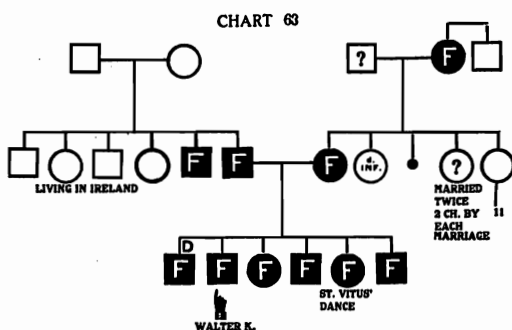 CHART 63
? F
F F F d. INF. ?
LIVING IN IRELAND
MARRIED
TWICE
2 CH. BY
EACH
MARRIAGE
11
D
F F F F F F
ST. VITUS'
DANCE
WALTER K.